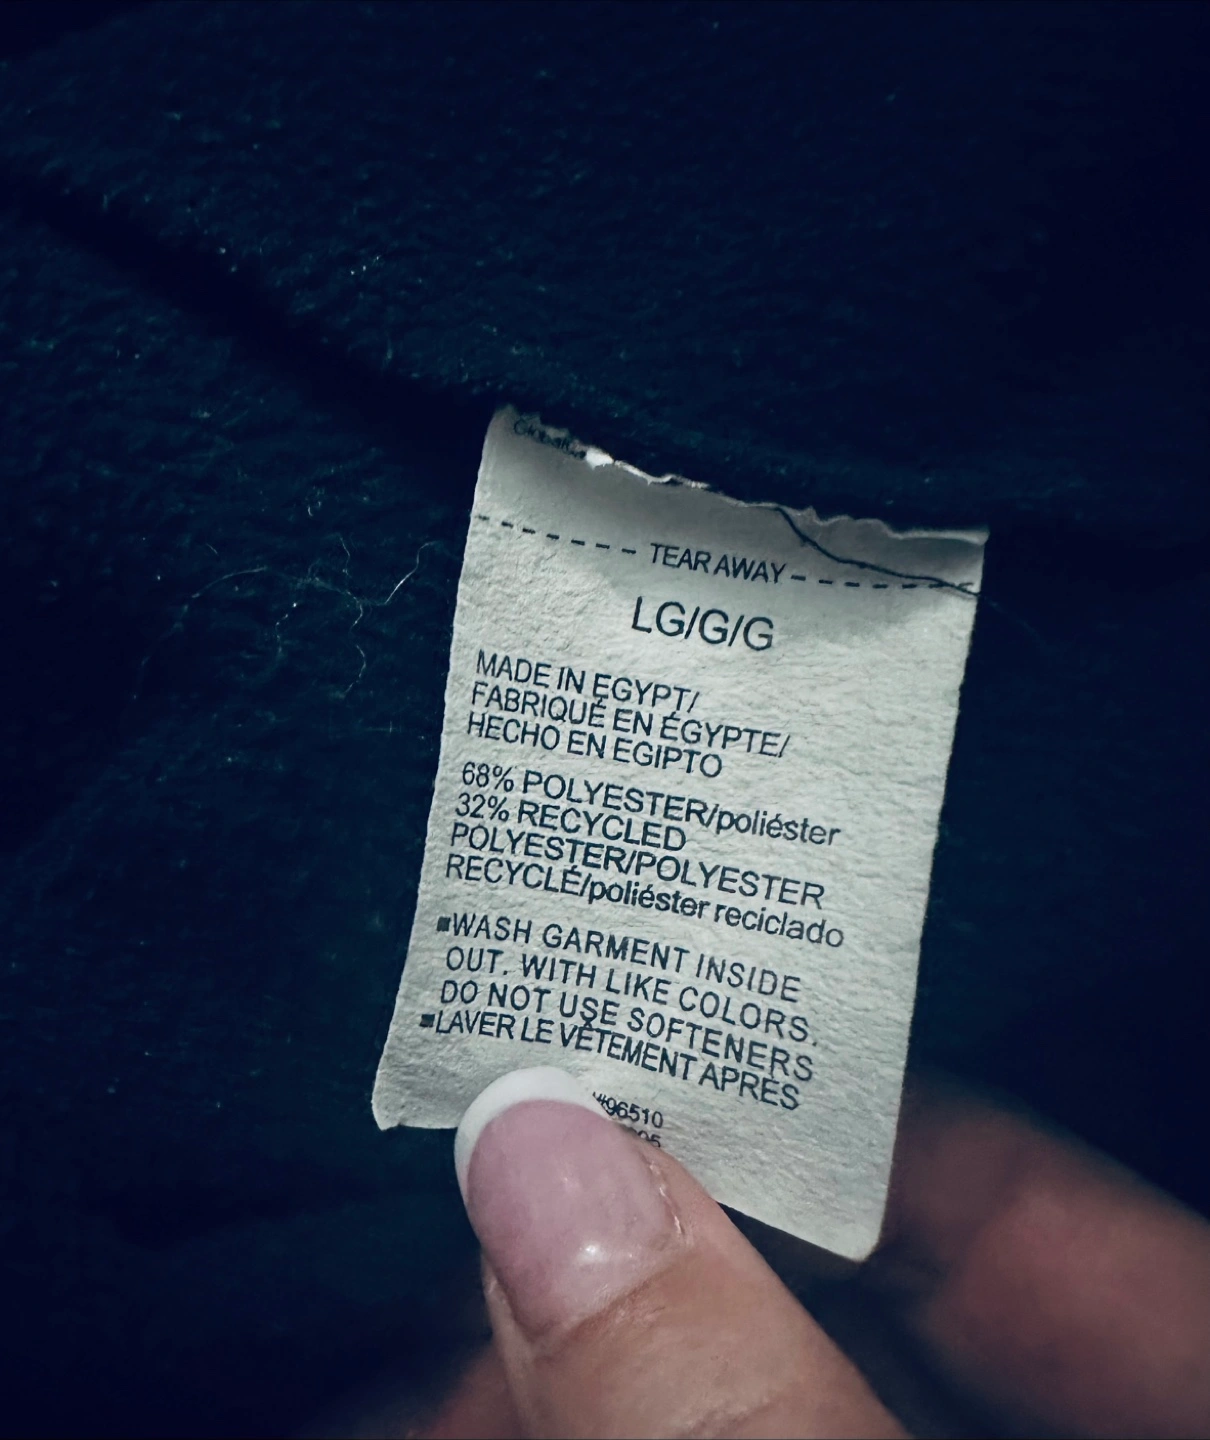 TEAR AWAY
LG/G/G
MADE IN EGYPT/
FABRIQUÉ EN ÉGYPTE/
HECHO EN EGIPTO
68% POLYESTER/poliéster
32% RECYCLED
POLYESTER/POLYESTER
RECYCLÉ/poliéster reciclado
▪WASH GARMENT INSIDE
OUT. WITH LIKE COLORS.
DO NOT USE SOFTENERS
▪LAVER LE VÊTEMENT APRÈS
#96510